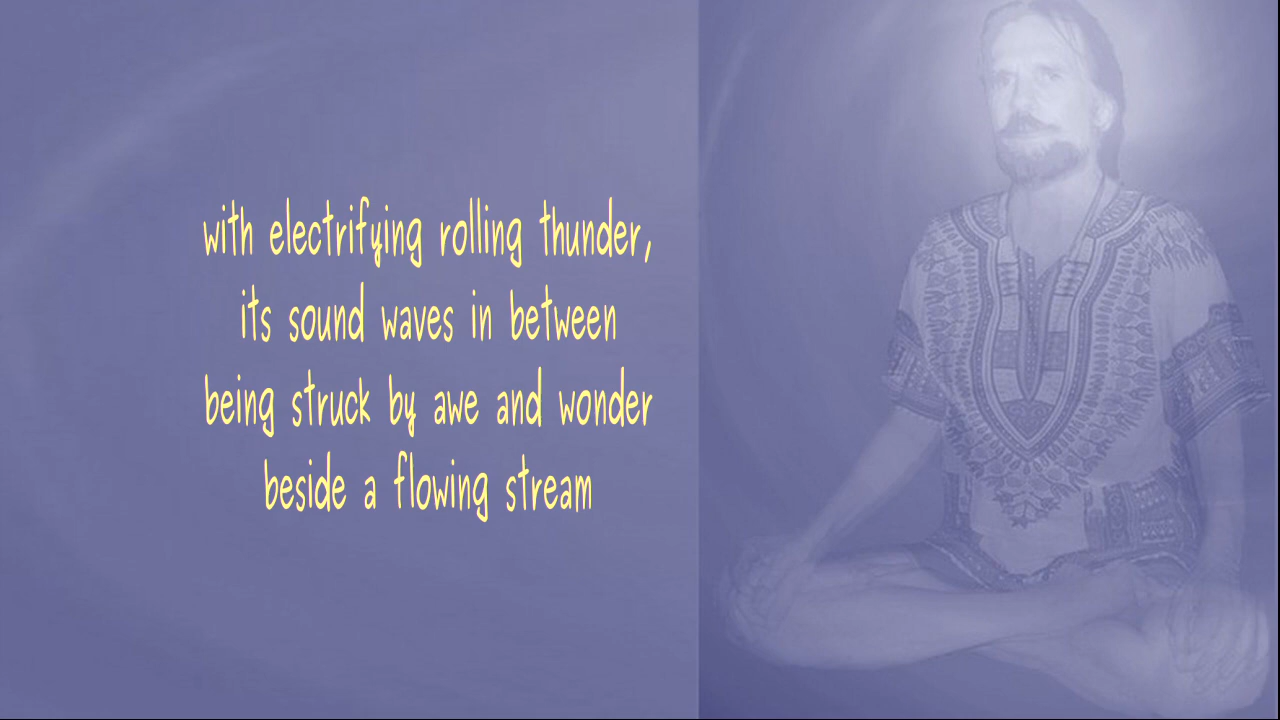 with electrifying rolling thunder,
its sound waves in between
being struck by awe and wonder
beside a flowing stream